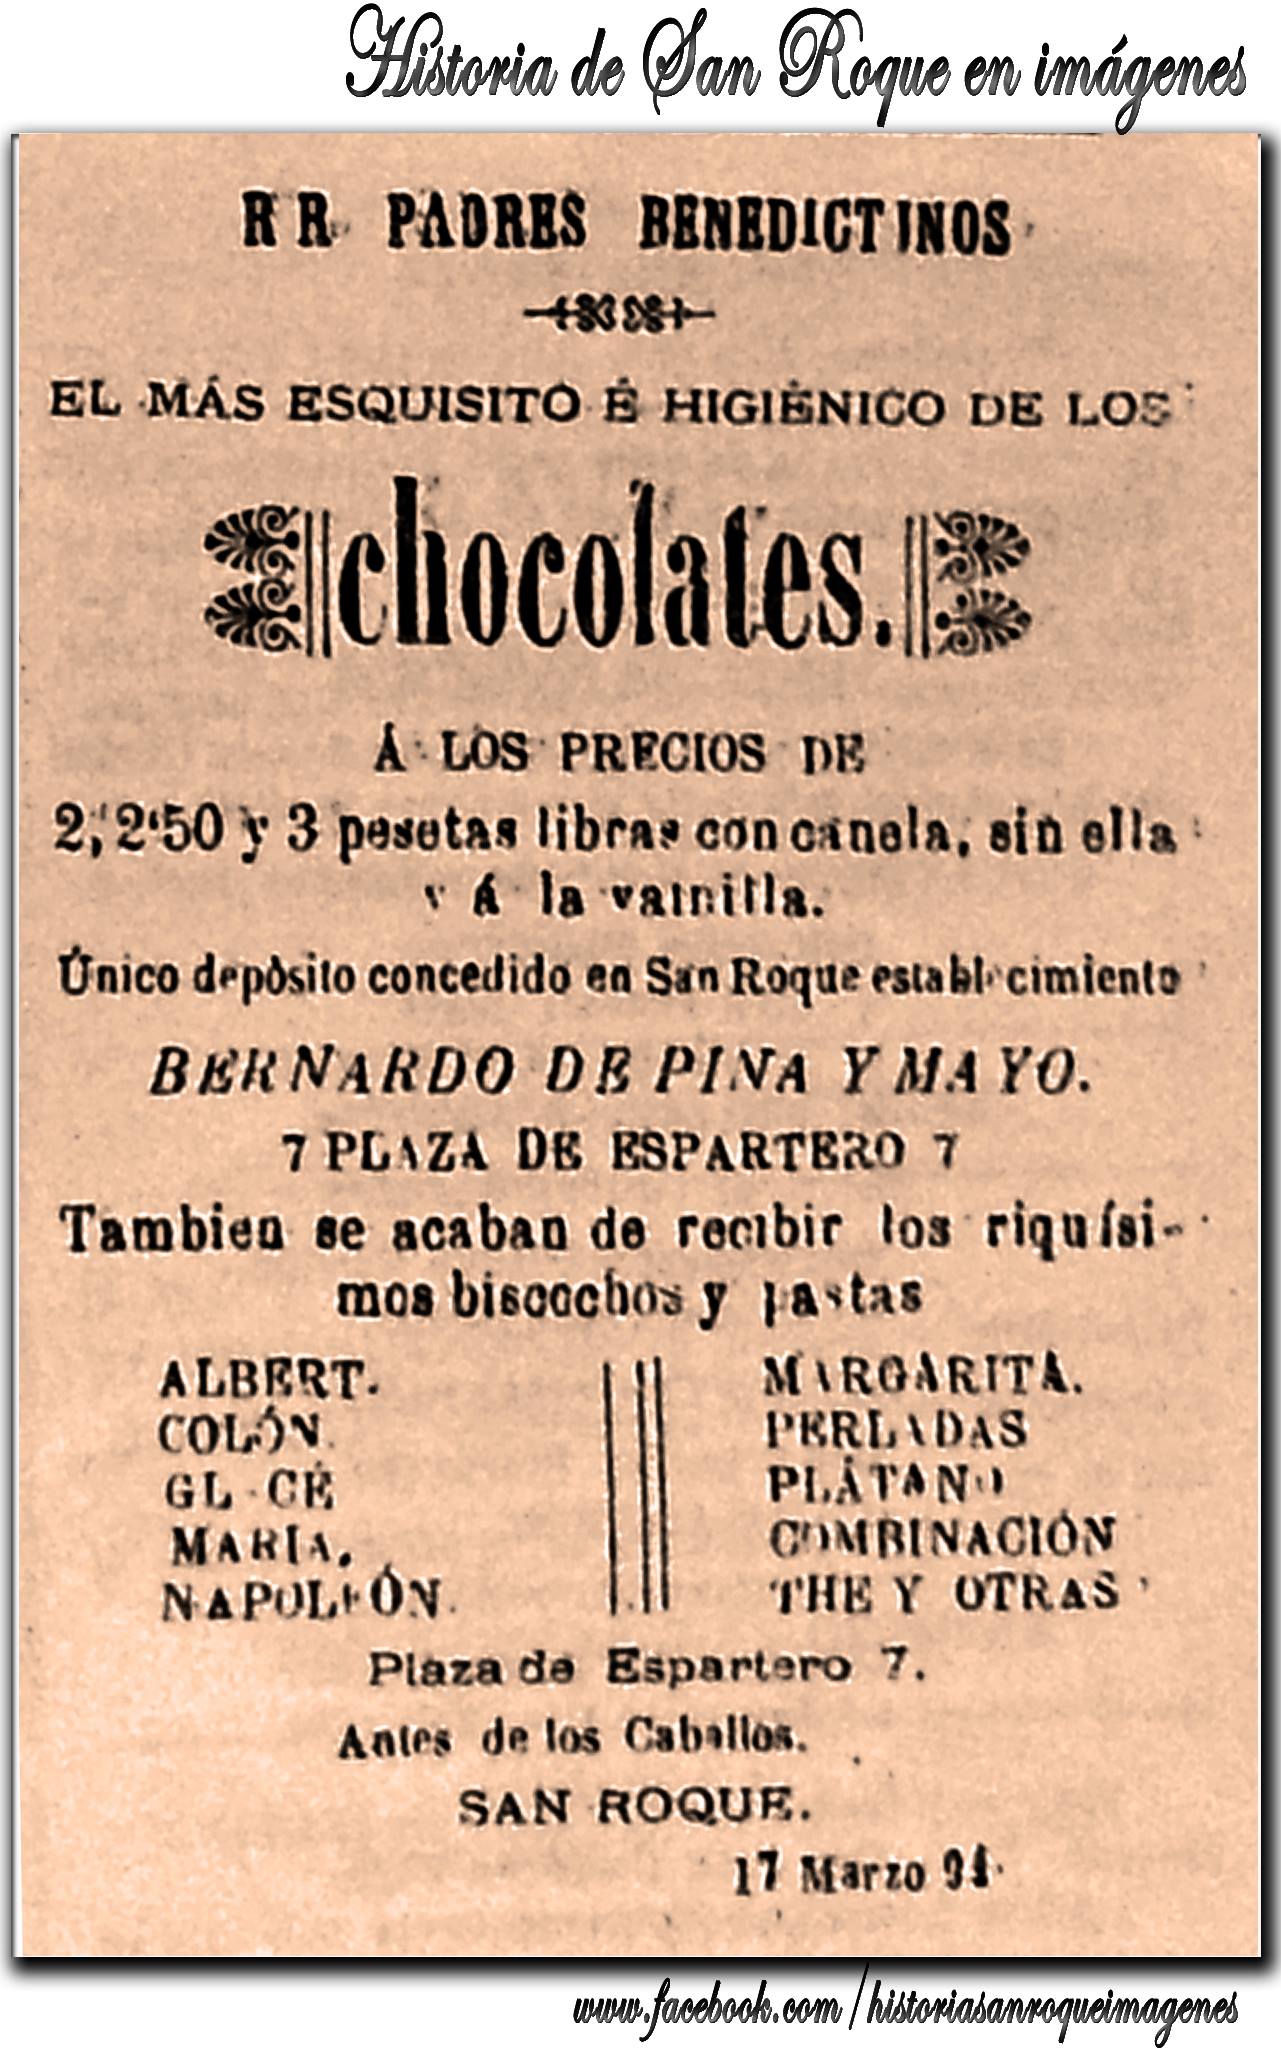 Historia de San Roque en imágenes
RR. PADRES BENEDICTINOS
EL MÁS ESQUISITO É HIGIÉNICO DE LOS
chocolates.
Á LOS PRECIOS DE
2, 2'50 y 3 pesetas libras con canela, sin ella
y á la vainilla.
Único depósito concedido en San Roque establecimiento
BERNARDO DE PINA Y MAYO.
7 PLAZA DE ESPARTERO 7
Tambien se acaban de recibir los riquísi-
mos biscochos y pastas
ALBERT.
COLÓN.
GLACÉ
MARÍA.
NAPOLEÓN.
MARGARITA.
PERLADAS
PLÁTANO
COMBINACIÓN
THE Y OTRAS
Plaza de Espartero 7.
Antes de los Caballos.
SAN ROQUE.
17 Marzo
www.facebook.com/historiasanroqueimagenes